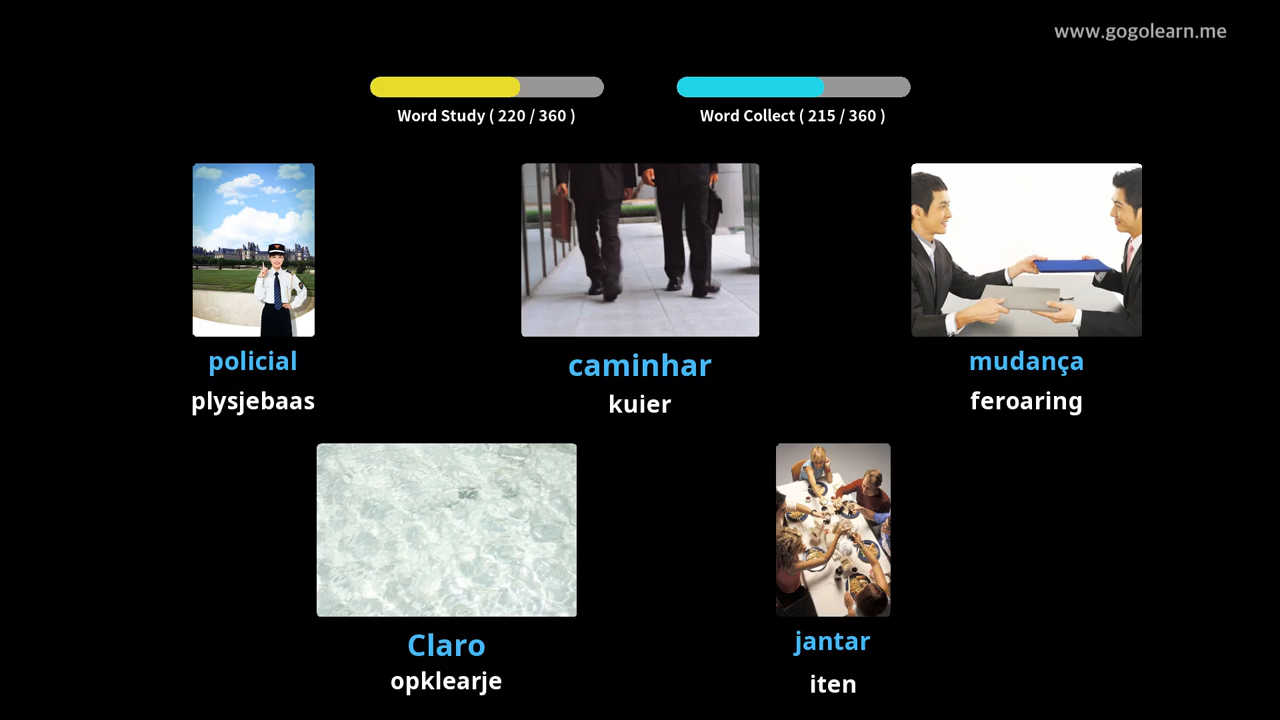 www.gogolearn.me
Word Study ( 220 / 360 )
Word Collect ( 215 / 360 )
policial
plysjebaas
caminhar
kuier
mudança
feroaring
Claro
opklearje
jantar
iten